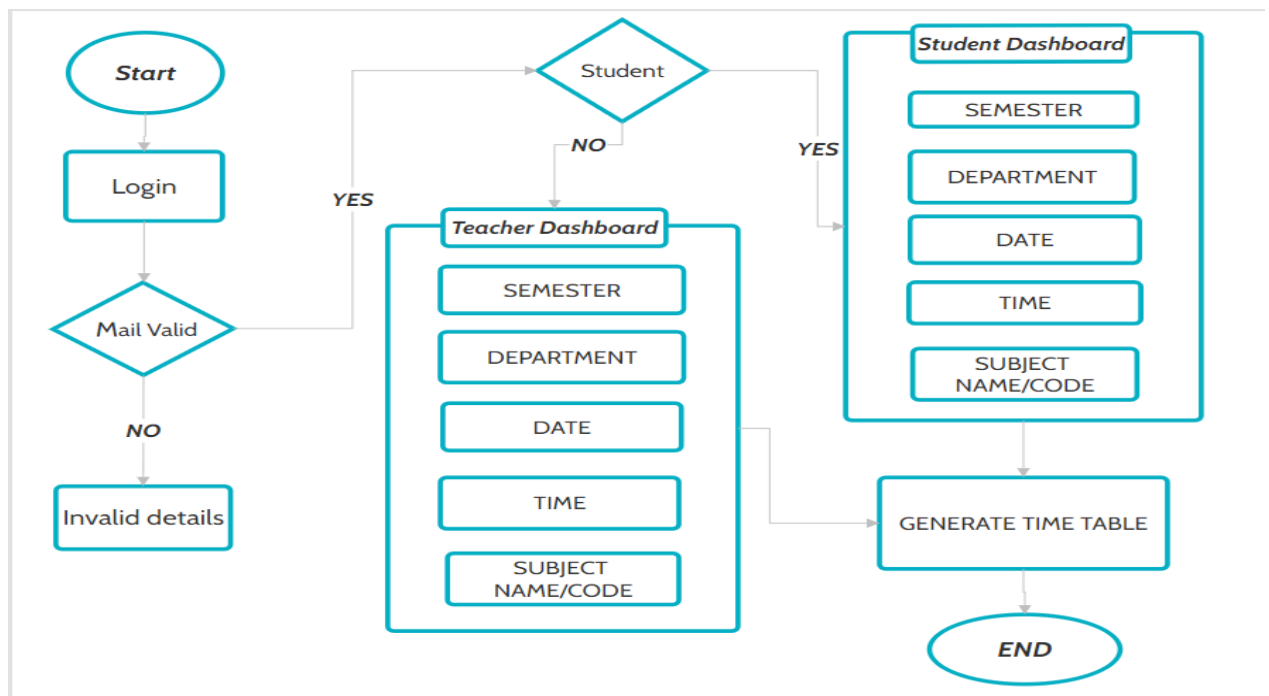 Start
Login
Mail Valid
NO
Invalid details
YES
Student
NO
YES
Teacher Dashboard
SEMESTER
DEPARTMENT
DATE
TIME
SUBJECT
NAME/CODE
Student Dashboard
SEMESTER
DEPARTMENT
DATE
TIME
SUBJECT
NAME/CODE
GENERATE TIME TABLE
END